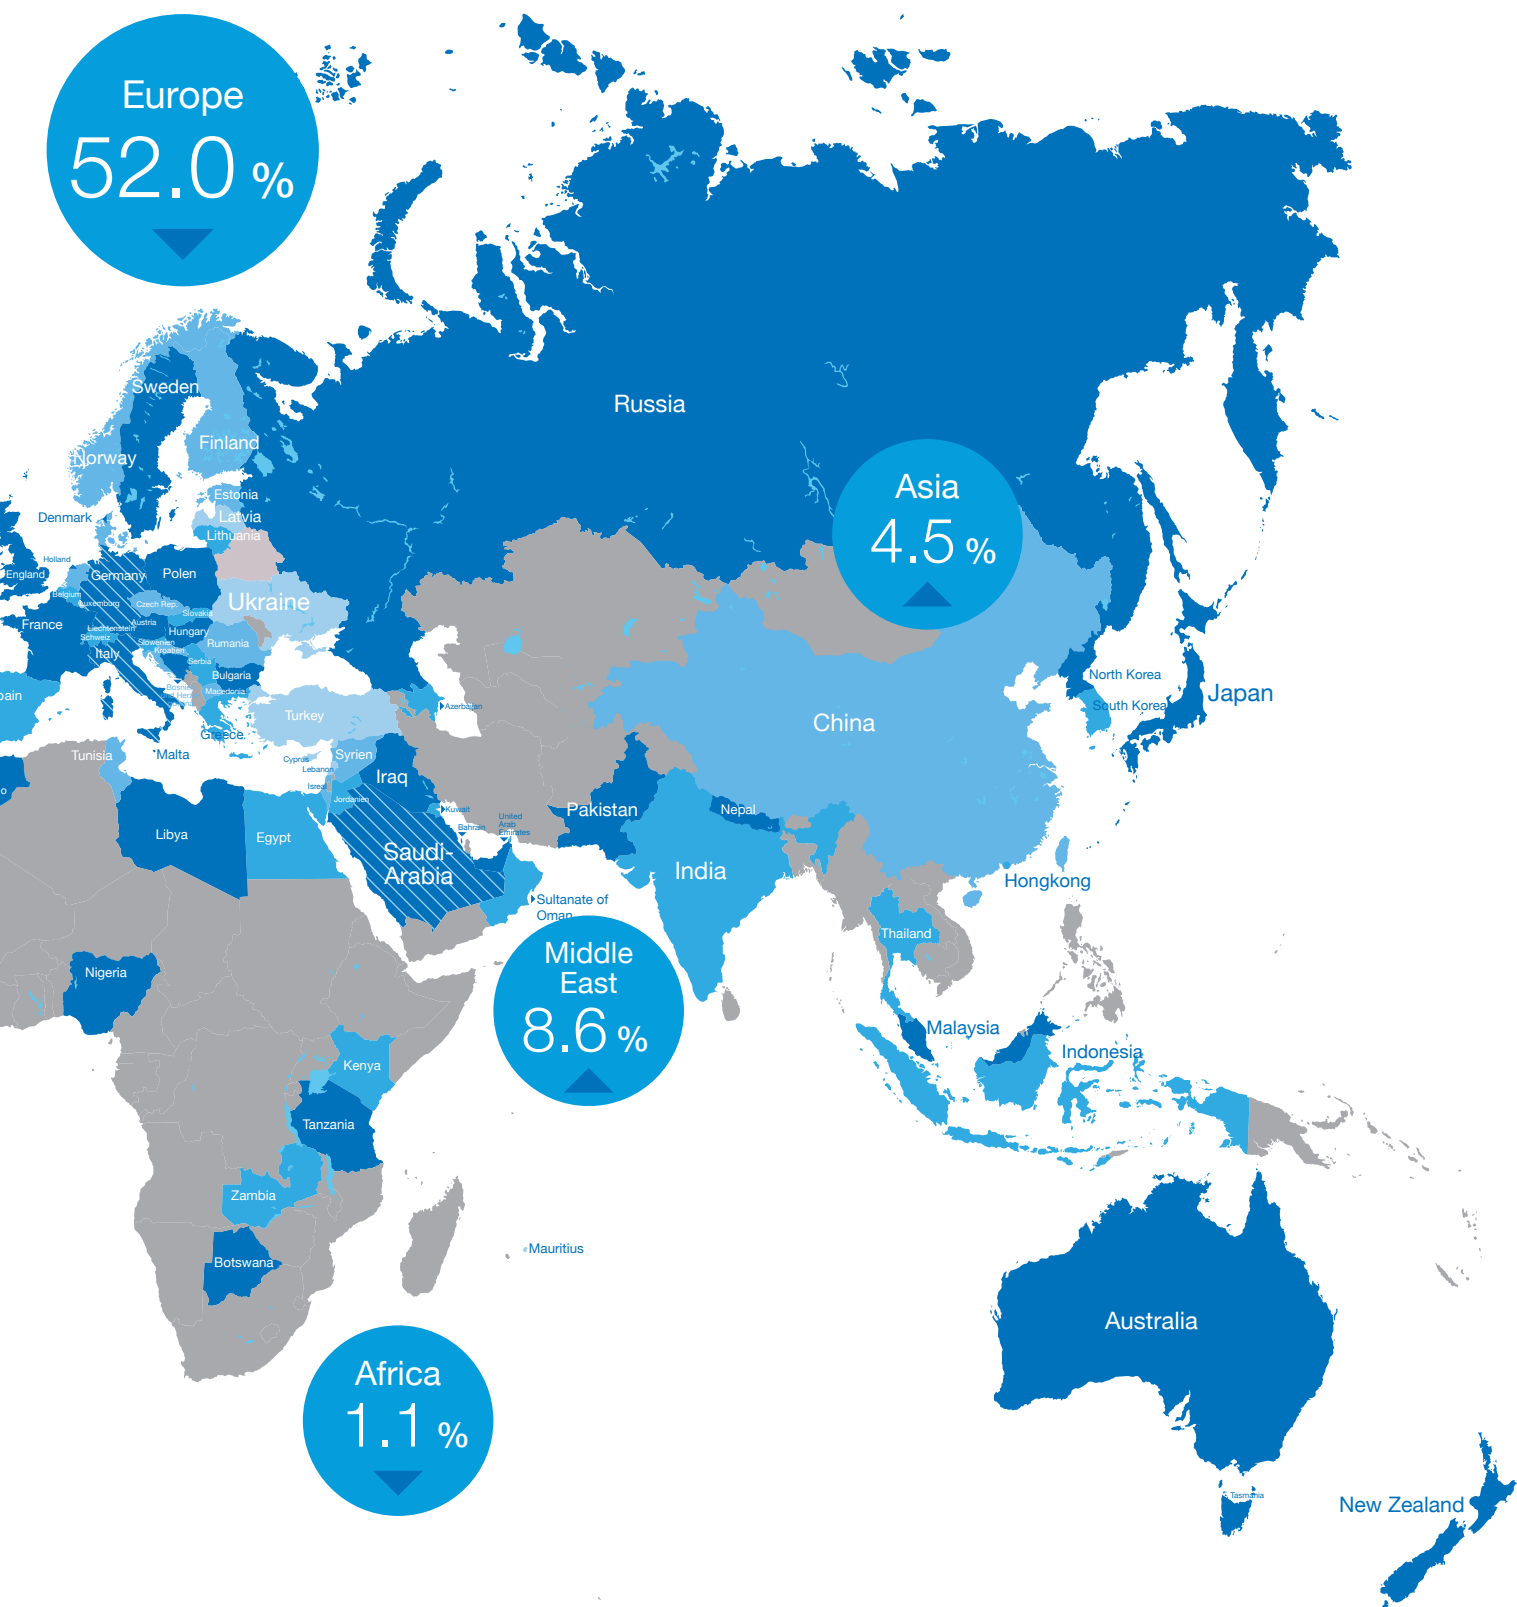 Europe
52.0 %
Sweden
Russia
Finland
Norway
Asia
4.5 %
Estonia
Denmark
Latvia
Lithuania
Holland
England
Germany
Polen
Belgium
Luxemburg
Czech Rep.
Ukraine
Slovakia
France
Austria
Liechtenstein
Hungary
Schweiz
Slowenien
Rumania
Kroatien
Italy
Serbia
North Korea
Bulgaria
Macedonia
Japan
ain
South Korea
Azerbaijan
Turkey
China
Greece
Tunisia
Malta
Cyprus
Syrien
Lebanon
Iraq
Isreal
o
Jordanien
Kuwait
Pakistan
Nepal
United
Arab
Emirates
Bahrain
Libya
Egypt
Saudi-
Arabia
India
Hongkong
Sultanate of
Oman
Thailand
Middle
East
8.6 %
Nigeria
Malaysia
Indonesia
Kenya
Tanzania
Zambia
Mauritius
Botswana
Australia
Africa
1.1 %
Tasmania
New Zealand